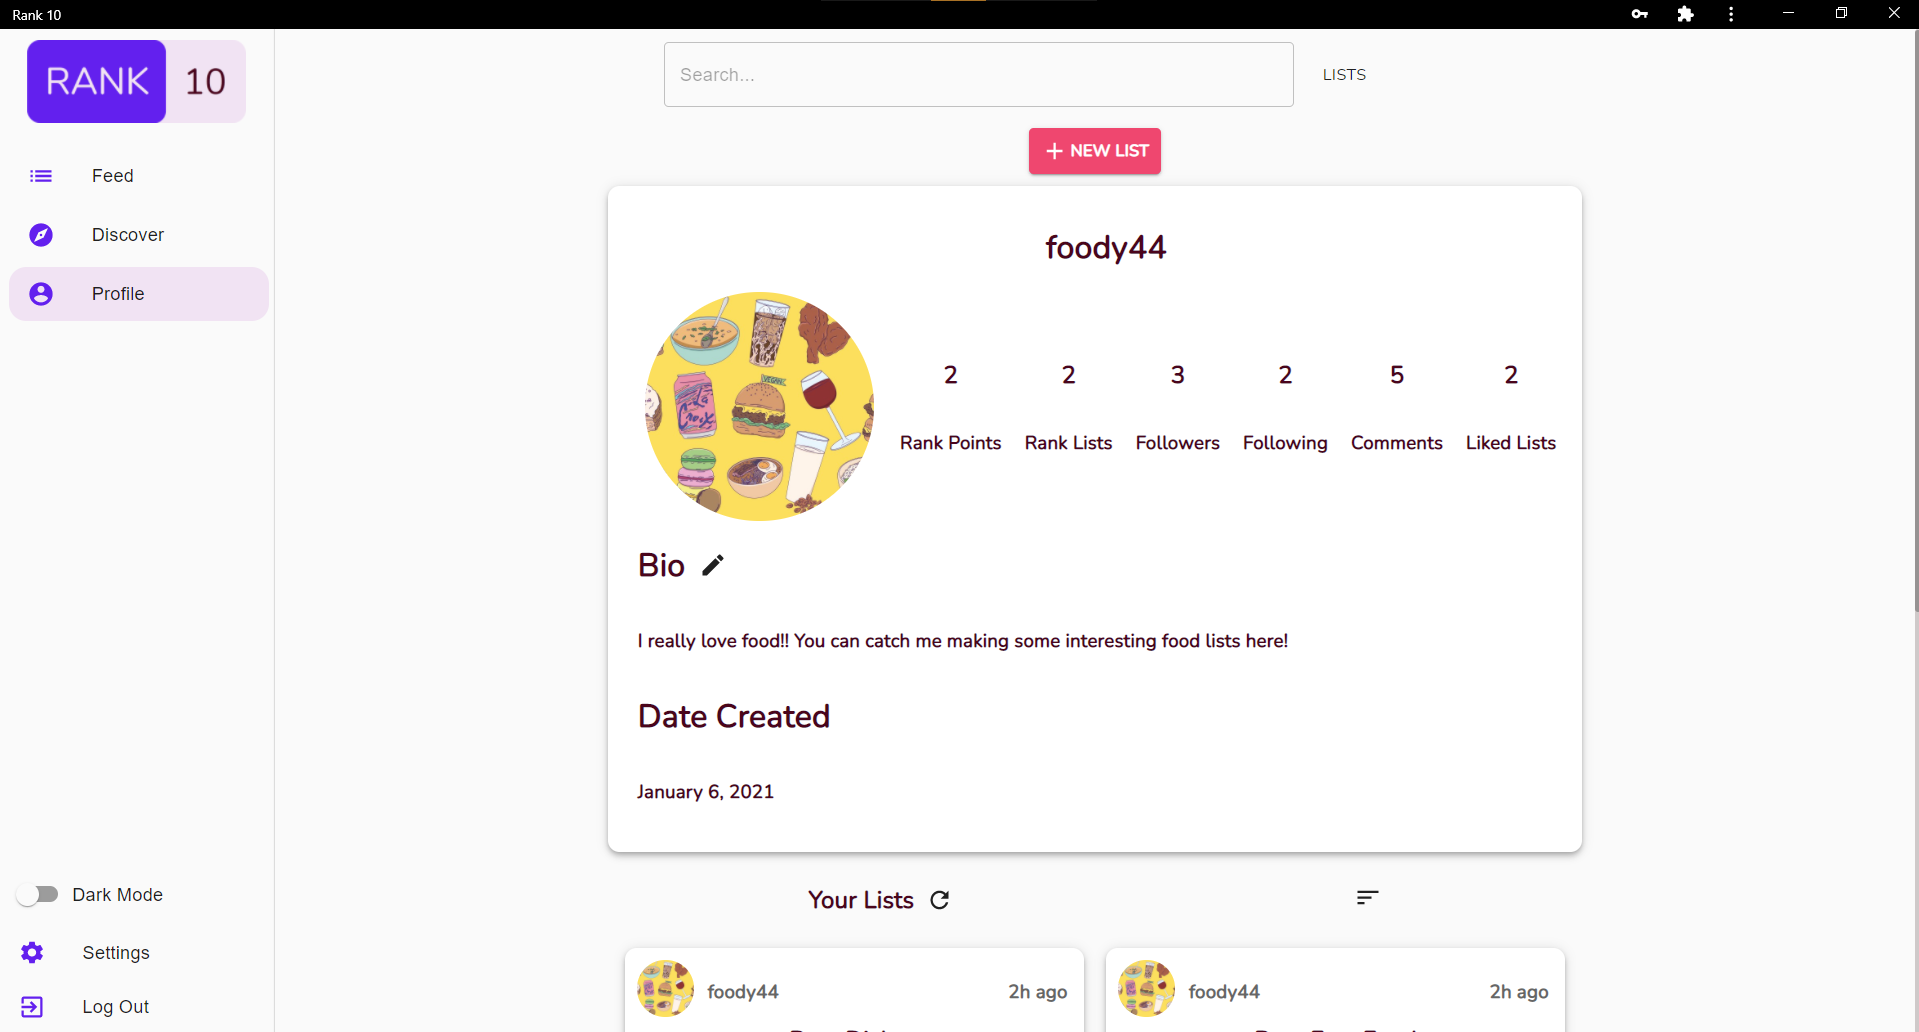 Rank 10
RANK 10
Search...
LISTS
NEW LIST
Feed
Discover
Profile
foody44
VEGAN
La Croix
2 2 3 2 5 2
Rank Points Rank Lists Followers Following Comments Liked Lists
Bio
I really love food!! You can catch me making some interesting food lists here!
Date Created
January 6, 2021
Dark Mode
Settings
Log Out
Your Lists
foody44 2h ago
foody44 2h ago